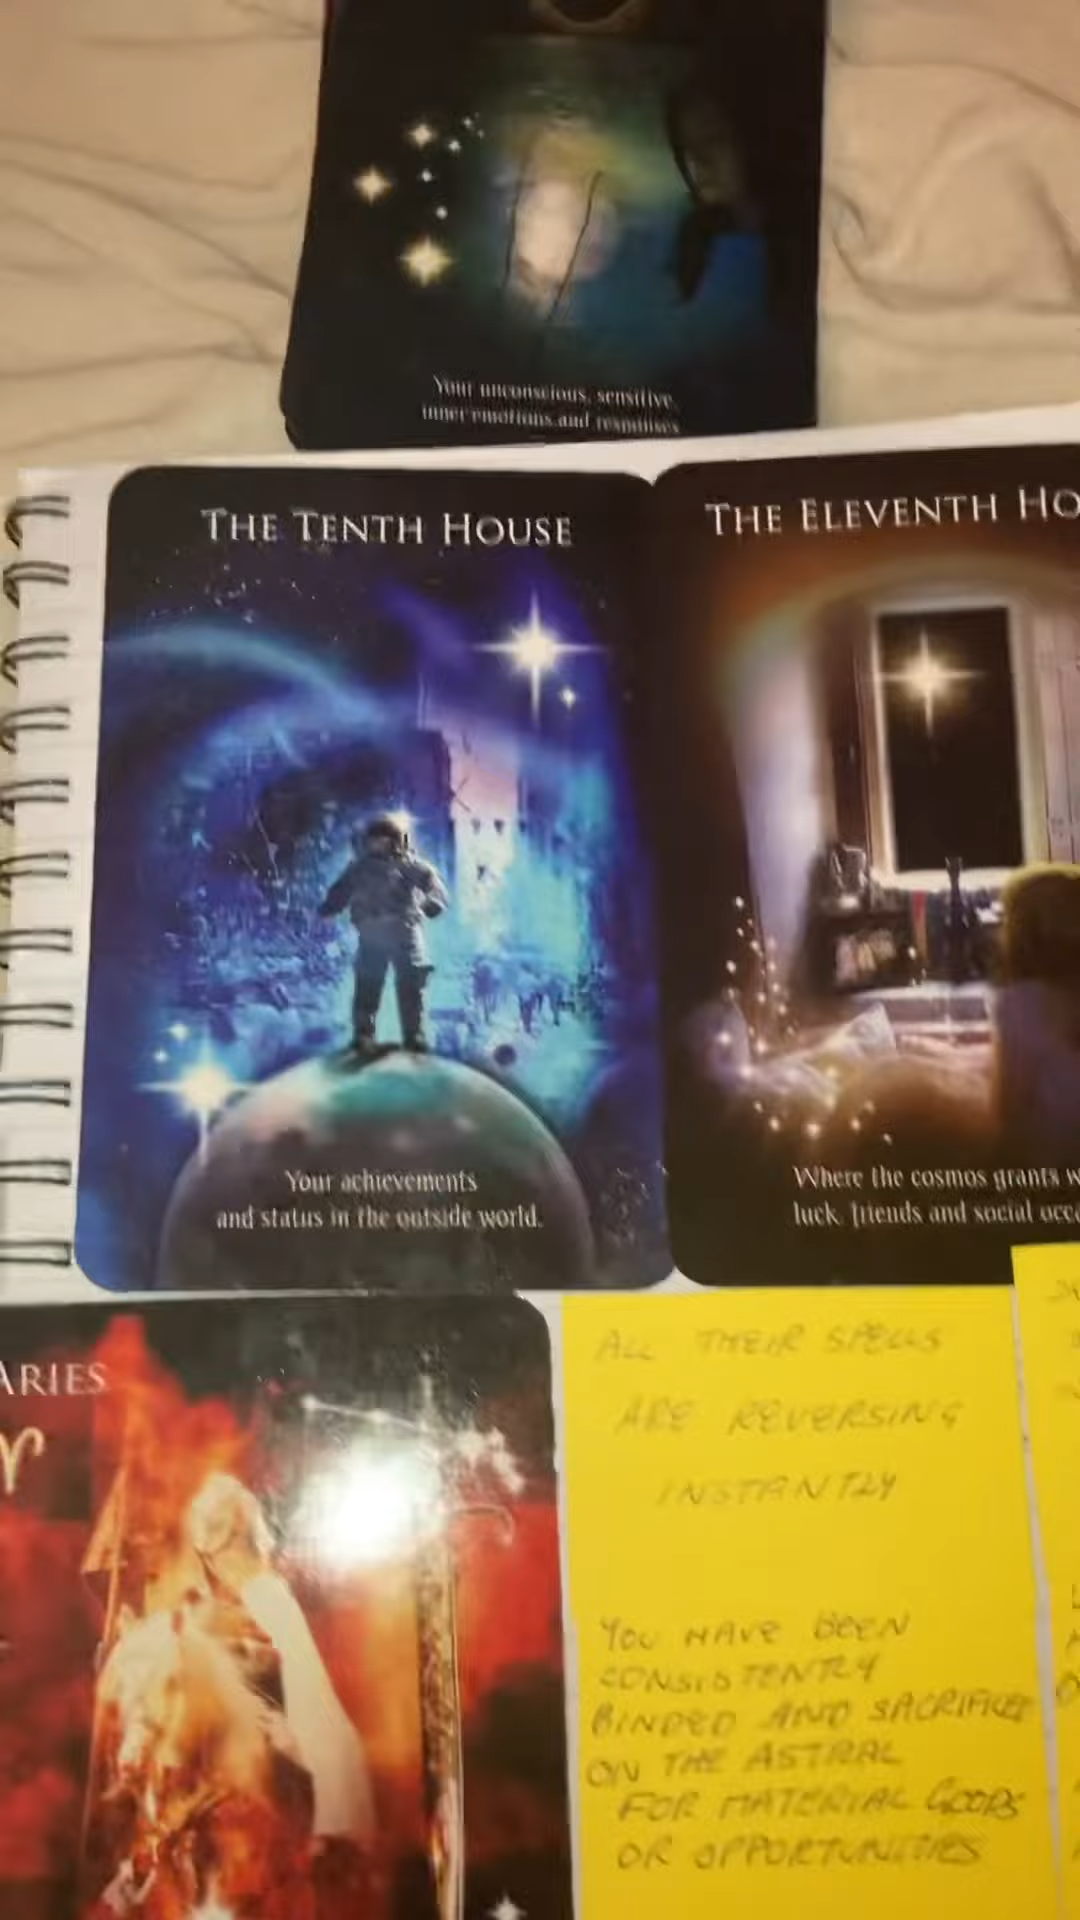 Your unconscious, sensitive,
inner emotions and responses
THE TENTH HOUSE
THE ELEVENTH HO
Your achievements
and status in the outside world.
Where the cosmos grants w
luck, friends and social occa
ARIES
ALL THEIR SPELLS
ARE REVERSING
INSTANTLY
YOU HAVE BEEN
CONSISTENTLY
BINDED AND SACRIFICED
ON THE ASTRAL
FOR MATERIAL GOODS
OR OPPORTUNITIES